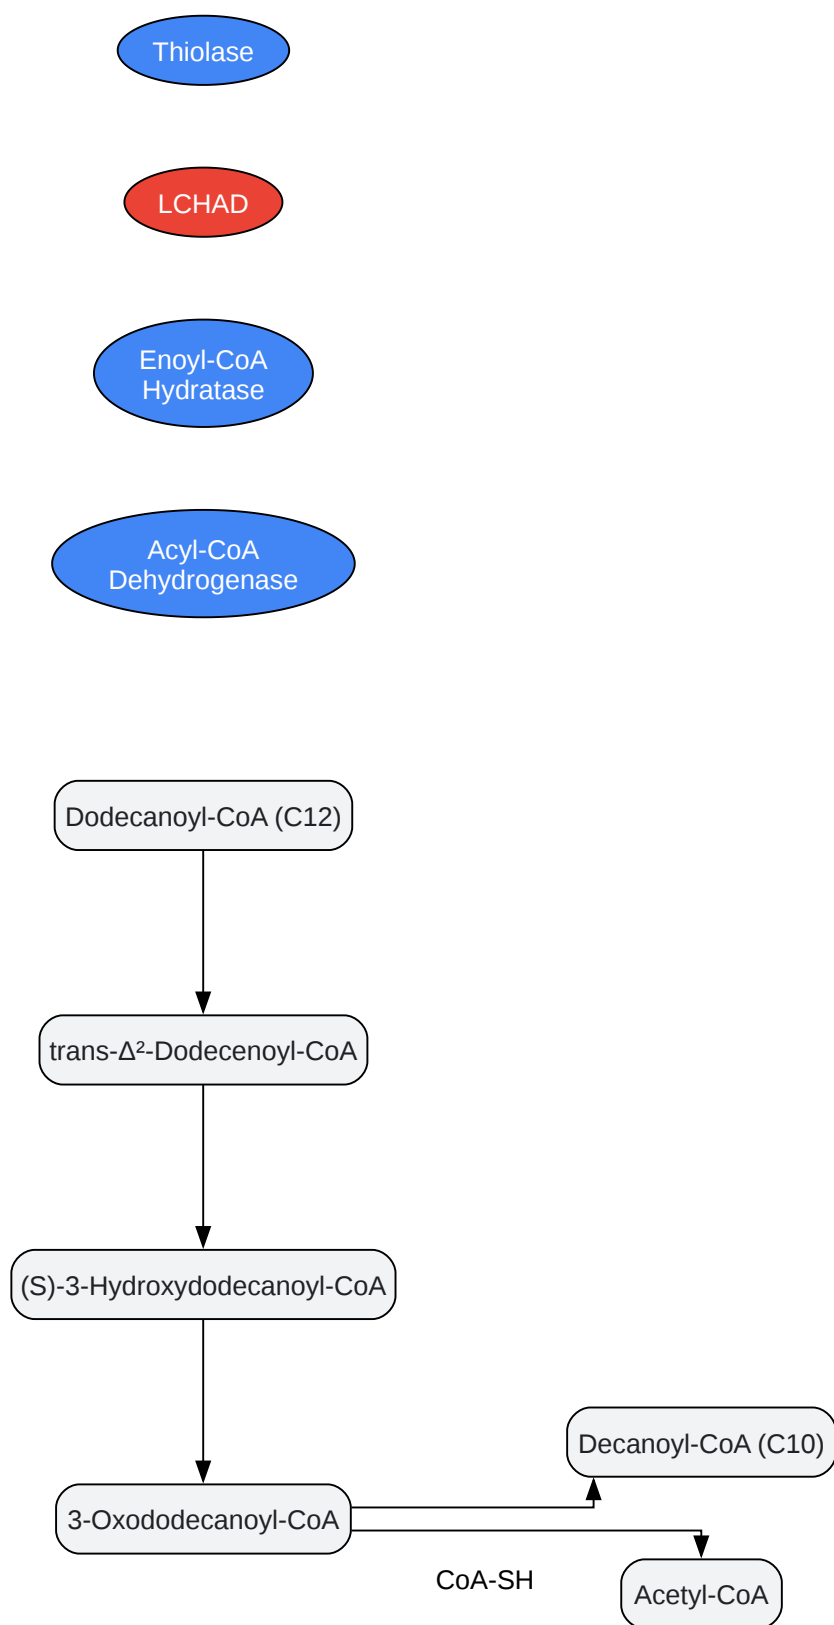 Thiolase
LCHAD
Enoyl-CoA
Hydratase
Acyl-CoA
Dehydrogenase
Dodecanoyl-CoA (C12)
trans-Δ²-Dodecenoyl-CoA
(S)-3-Hydroxydodecanoyl-CoA
Decanoyl-CoA (C10)
3-Oxododecanoyl-CoA
CoA-SH
Acetyl-CoA